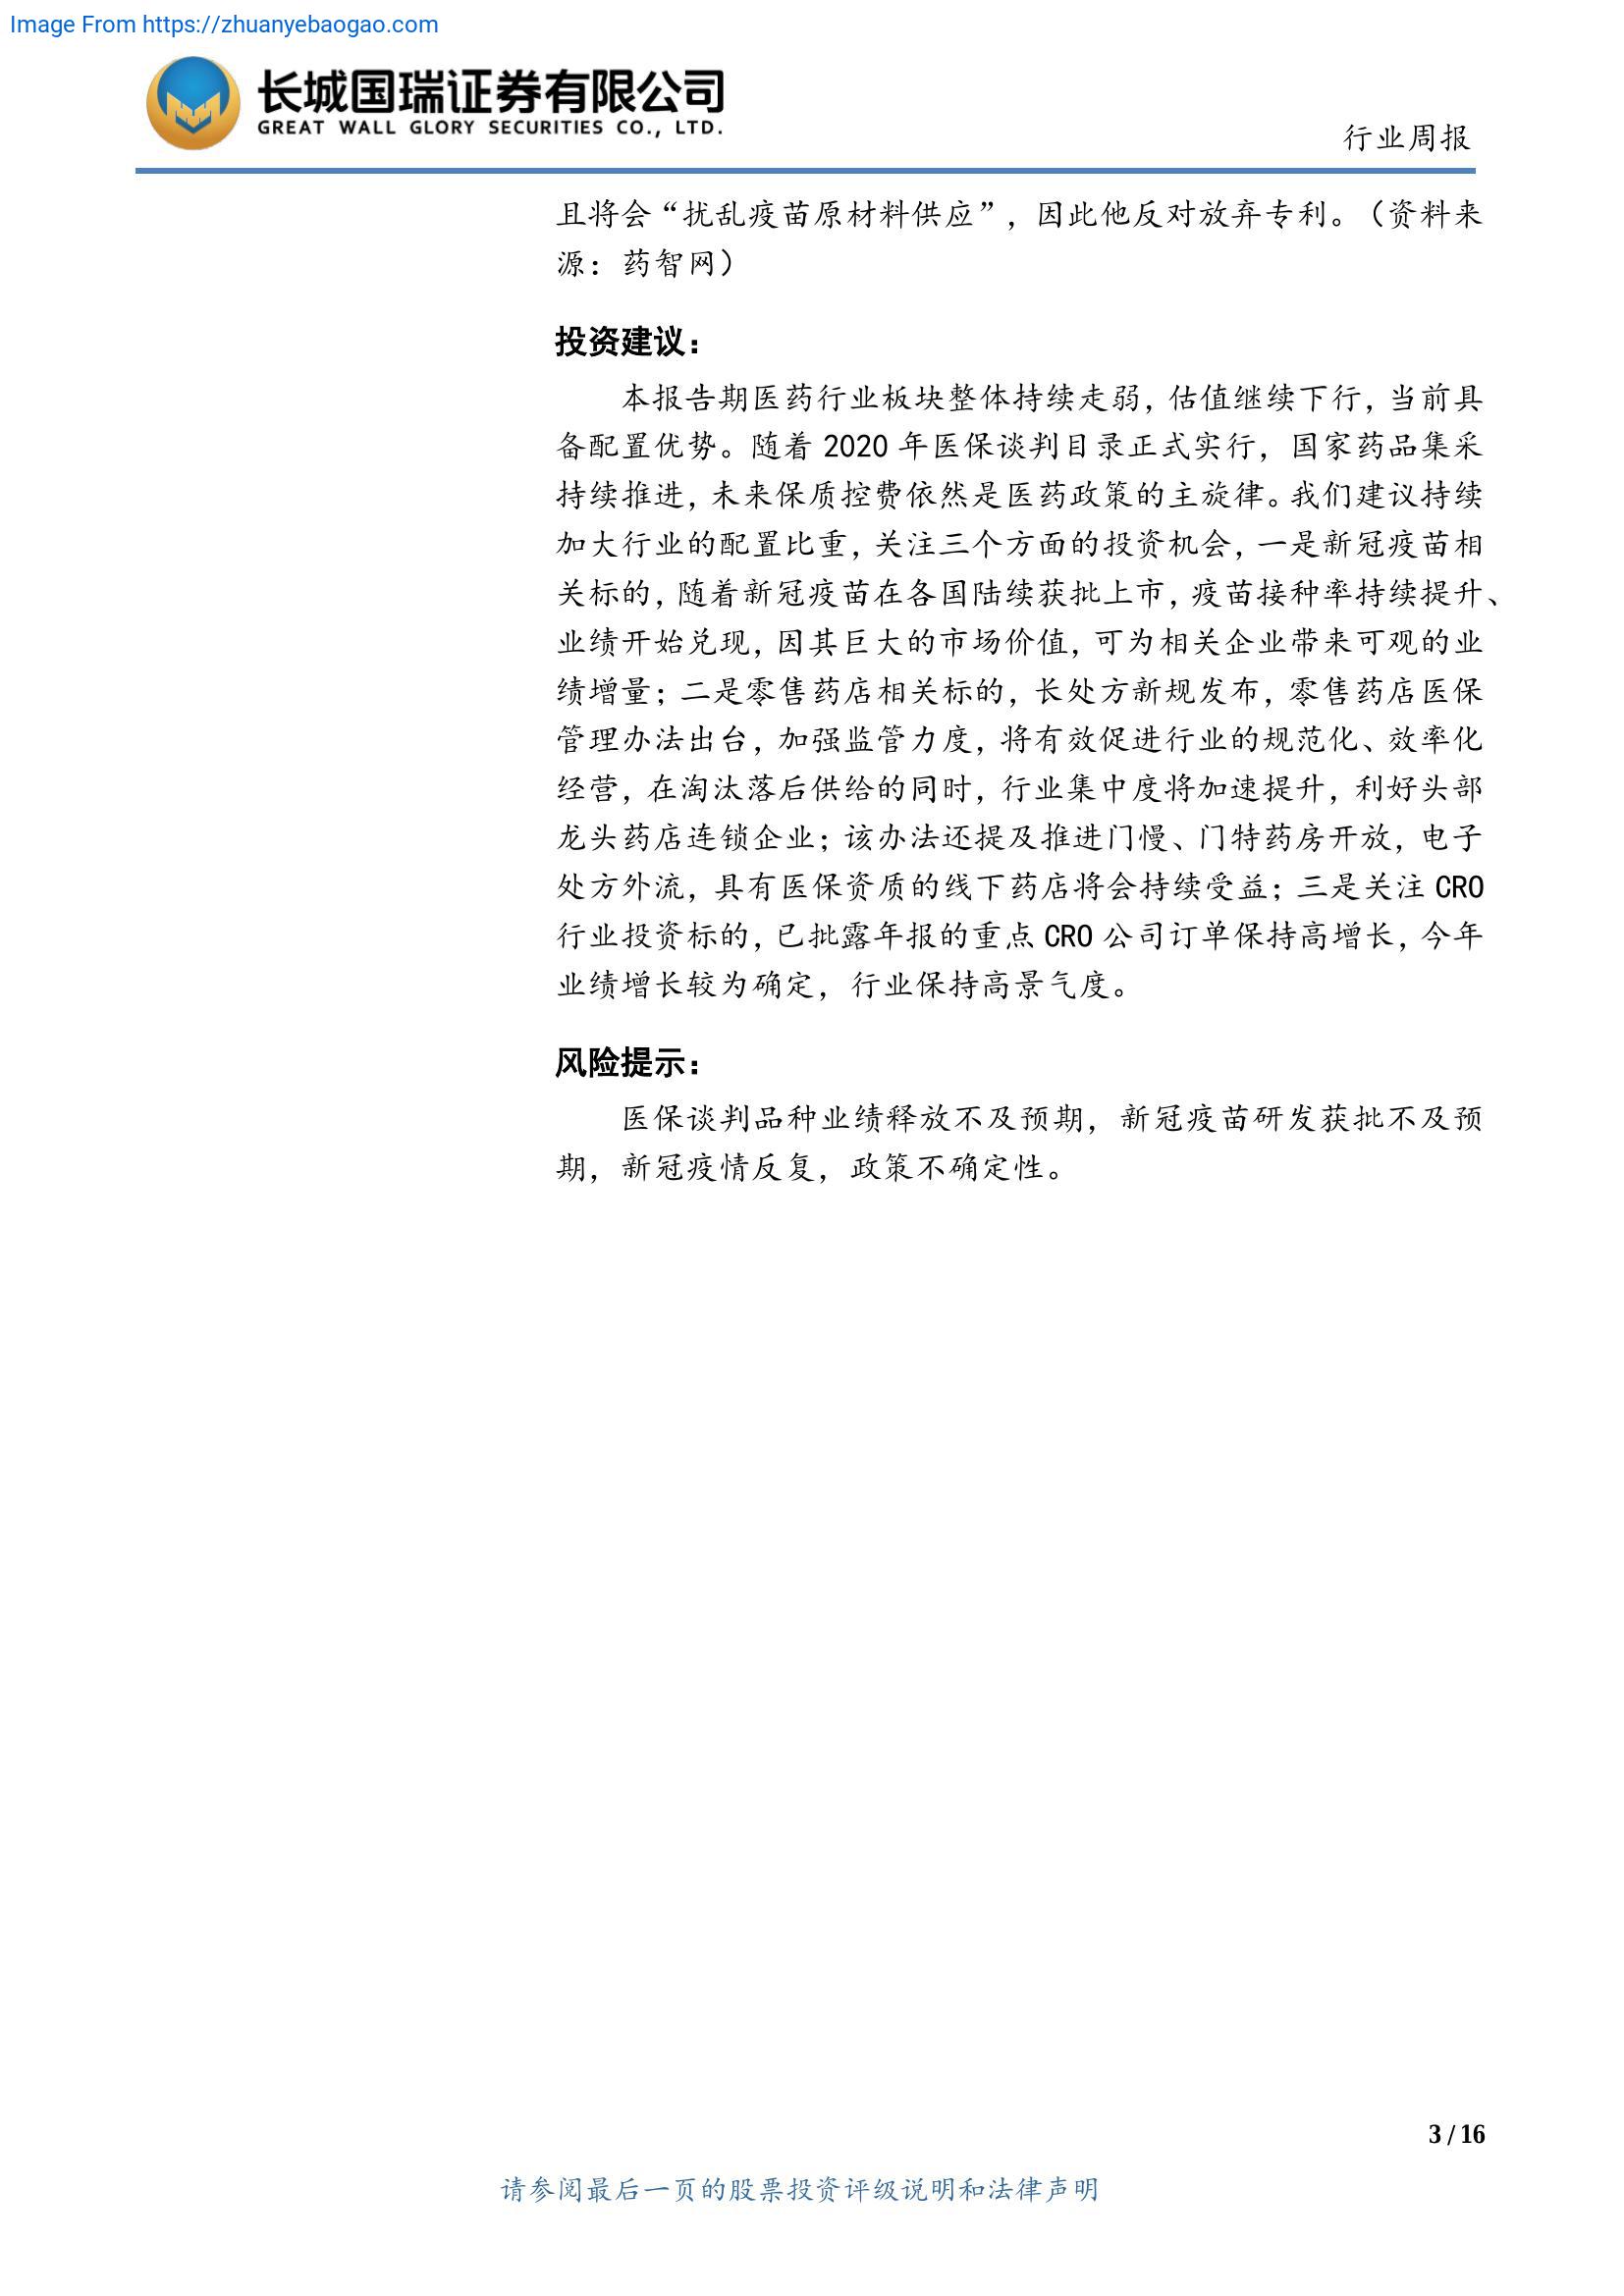 Image From https://zhuanyebaogao.com
长城国瑞证券有限公司
GREAT WALL GLORY SECURITIES CO., LTD.
行业周报
且将会“扰乱疫苗原材料供应”，因此他反对放弃专利。（资料来
源：药智网）
投资建议：
本报告期医药行业板块整体持续走弱，估值继续下行，当前具
备配置优势。随着 2020 年医保谈判目录正式实行，国家药品集采
持续推进，未来保质控费依然是医药政策的主旋律。我们建议持续
加大行业的配置比重，关注三个方面的投资机会，一是新冠疫苗相
关标的，随着新冠疫苗在各国陆续获批上市，疫苗接种率持续提升、
业绩开始兑现，因其巨大的市场价值，可为相关企业带来可观的业
绩增量；二是零售药店相关标的，长处方新规发布，零售药店医保
管理办法出台，加强监管力度，将有效促进行业的规范化、效率化
经营，在淘汰落后供给的同时，行业集中度将加速提升，利好头部
龙头药店连锁企业；该办法还提及推进门慢、门特药房开放，电子
处方外流，具有医保资质的线下药店将会持续受益；三是关注 CRO
行业投资标的，已批露年报的重点 CRO 公司订单保持高增长，今年
业绩增长较为确定，行业保持高景气度。
风险提示：
医保谈判品种业绩释放不及预期，新冠疫苗研发获批不及预
期，新冠疫情反复，政策不确定性。
3 / 16
请参阅最后一页的股票投资评级说明和法律声明